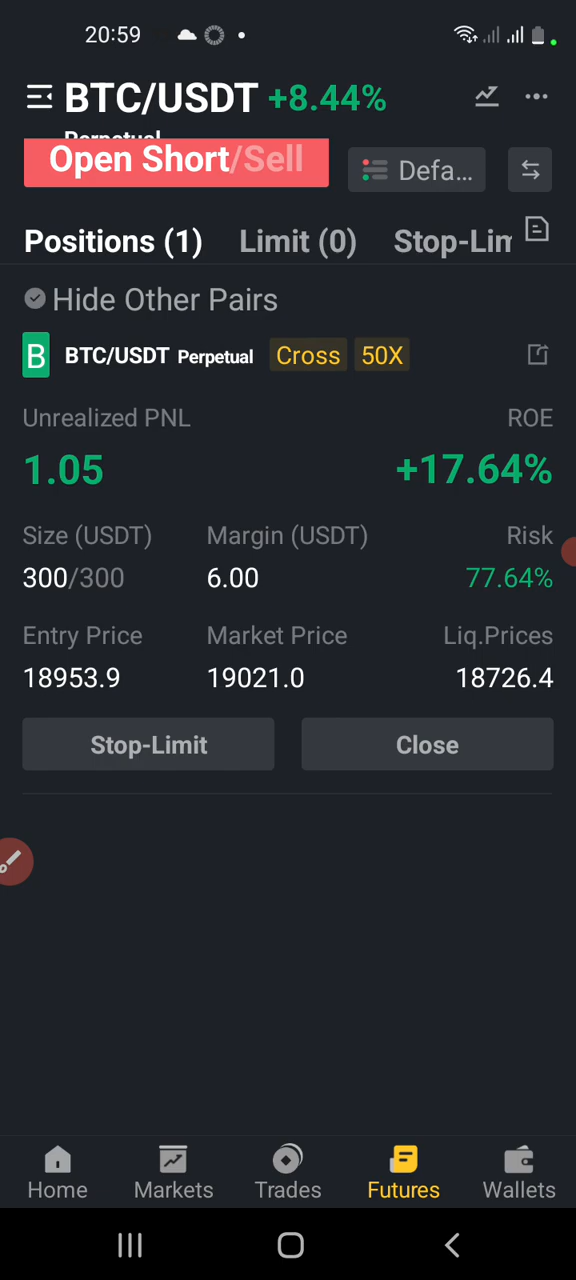 20:59
BTC/USDT +8.44%
Perpetual
Open Short/Sell Defa...
Positions (1) Limit (0) Stop-Lim
Hide Other Pairs
B BTC/USDT Perpetual Cross 50X
Unrealized PNL ROE
1.05 +17.64%
Size (USDT) Margin (USDT) Risk
300/300 6.00 77.64%
Entry Price Market Price Liq.Prices
18953.9 19021.0 18726.4
Stop-Limit Close
Home Markets Trades Futures Wallets